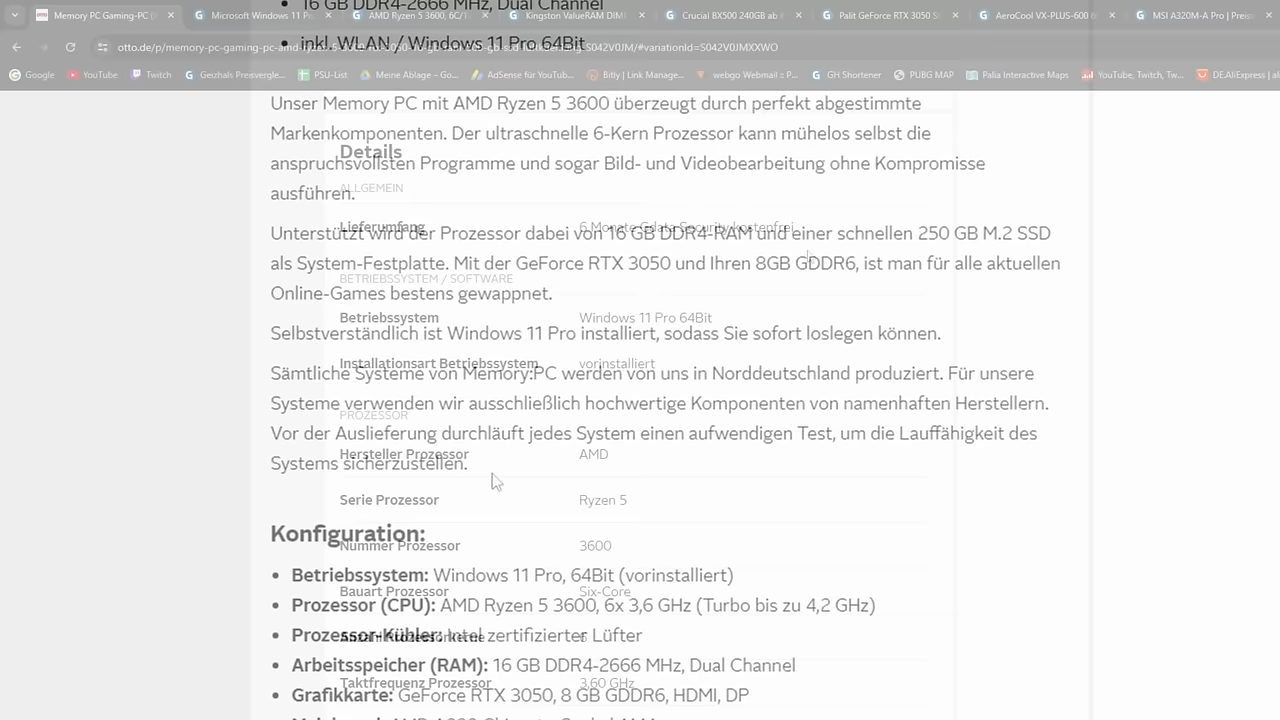 16 GB DDR4-2666 MHz, Dual Channel
Memory PC Gaming-PC
Microsoft Windows 11 Pro
AMD Ryzen 5 3600, 6C/1
Kingston ValueRAM DIM
Crucial BX500 240GB ab
Palit GeForce RTX 3050 S
AeroCool VX-PLUS-600
MSI A320M-A Pro | Preis
inkl. WLAN / Windows 11 Pro 64Bit
Google
YouTube
Twitch
Geizhals Preisvergle...
PSU-List
Meine Ablage – Go...
AdSense für YouTub...
Bitly | Link Manage...
webgo Webmail :: P...
GH Shortener
PUBG MAP
Palia Interactive Maps
YouTube, Twitch, Tw...
DE.AliExpress | al
Unser Memory PC mit AMD Ryzen 5 3600 überzeugt durch perfekt abgestimmte
Markenkomponenten. Der ultraschnelle 6-Kern Prozessor kann mühelos selbst die
Details
anspruchsvollsten Programme und sogar Bild- und Videobearbeitung ohne Kompromisse
ALLGEMEIN
ausführen.
Lieferumfang
6 Monate Gdata Security kostenfrei
Unterstützt wird der Prozessor dabei von 16 GB DDR4-RAM und einer schnellen 250 GB M.2 SSD
als System-Festplatte. Mit der GeForce RTX 3050 und Ihren 8GB GDDR6, ist man für alle aktuellen
BETRIEBSSYSTEM / SOFTWARE
Online-Games bestens gewappnet.
Betriebssystem Windows 11 Pro 64Bit
Selbstverständlich ist Windows 11 Pro installiert, sodass Sie sofort loslegen können.
Installationsart Betriebssystem vorinstalliert
Sämtliche Systeme von Memory:PC werden von uns in Norddeutschland produziert. Für unsere
Systeme verwenden wir ausschließlich hochwertige Komponenten von namenhaften Herstellern.
PROZESSOR
Vor der Auslieferung durchläuft jedes System einen aufwendigen Test, um die Lauffähigkeit des
Hersteller Prozessor AMD
Systems sicherzustellen.
Serie Prozessor Ryzen 5
Konfiguration:
Nummer Prozessor 3600
Betriebssystem: Windows 11 Pro, 64Bit (vorinstalliert)
Bauart Prozessor Six-Core
Prozessor (CPU): AMD Ryzen 5 3600, 6x 3,6 GHz (Turbo bis zu 4,2 GHz)
Prozessor-Kühler: Intel zertifizierter Lüfter
Anzahl Prozessorkerne 6
Arbeitsspeicher (RAM): 16 GB DDR4-2666 MHz, Dual Channel
Taktfrequenz Prozessor 3,60 GHz
Grafikkarte: GeForce RTX 3050, 8 GB GDDR6, HDMI, DP